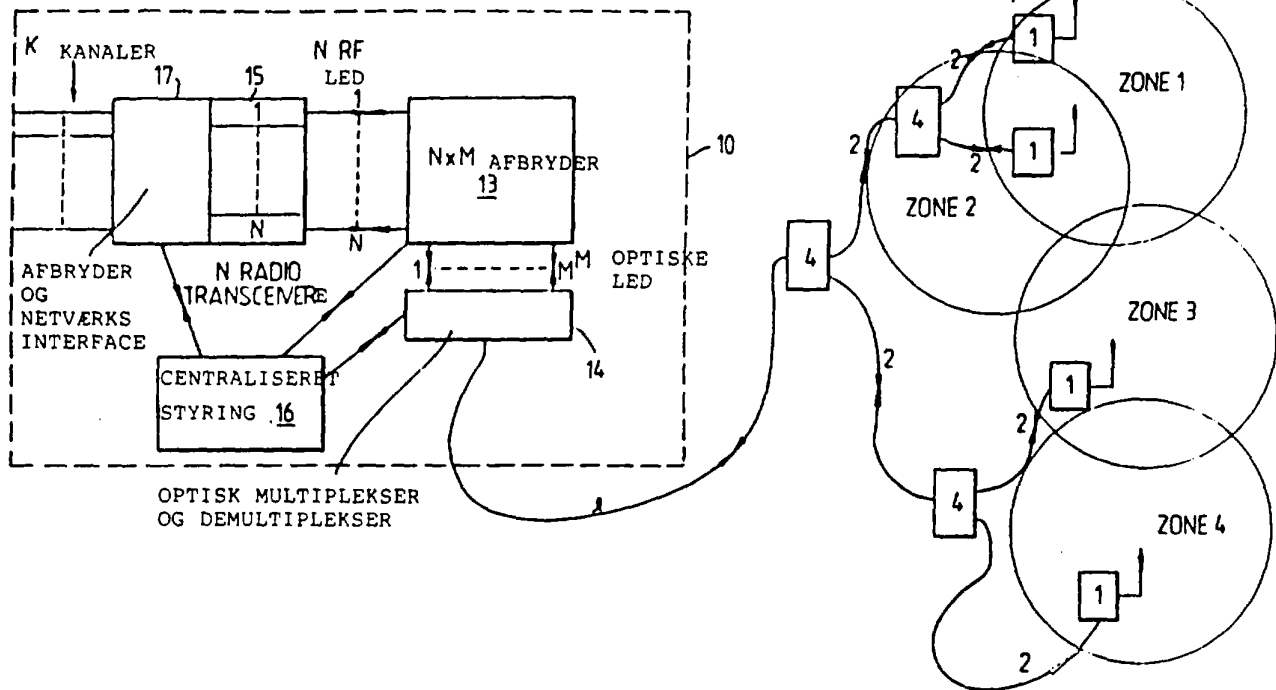 K KANALER
17
15
N RF
LED
1
1
N
N
NxM AFBRYDER
13
10
AFBRYDER
OG
NETVÆRKS
INTERFACE
N RADIO
TRANSCEIVERE
1
M
M OPTISKE
LED
14
CENTRALISERET
STYRING 16
OPTISK MULTIPLEKSER
OG DEMULTIPLEKSER
1
2
ZONE 1
4
2
2
1
ZONE 2
4
ZONE 3
2
1
2
4
ZONE 4
1
2